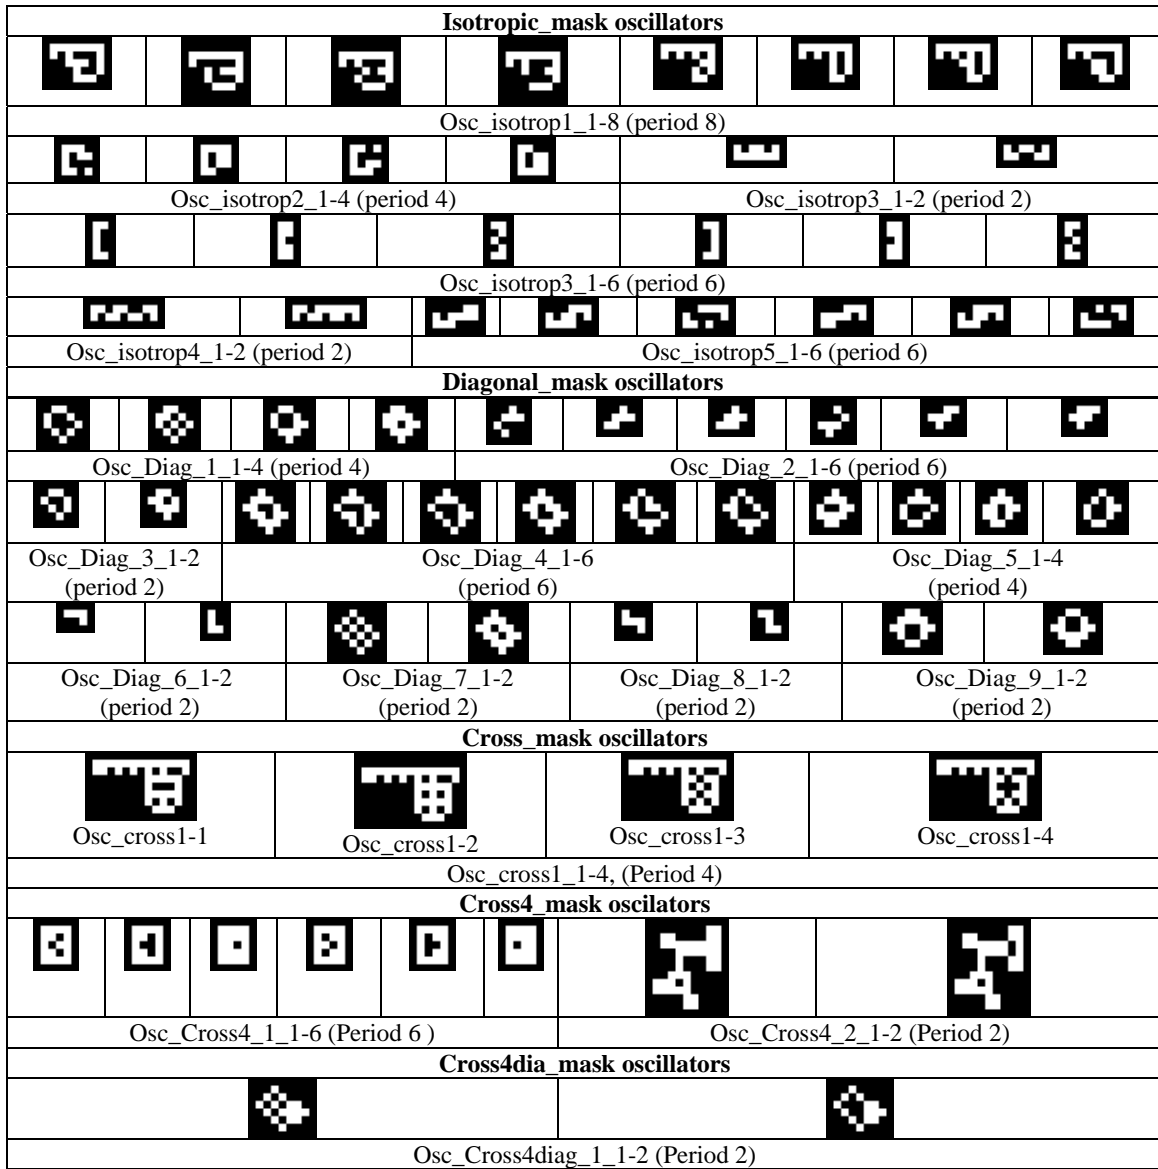 Isotropic_mask oscillators
Osc_isotrop1_1-8 (period 8)
Osc_isotrop2_1-4 (period 4)
Osc_isotrop3_1-2 (period 2)
Osc_isotrop3_1-6 (period 6)
Osc_isotrop4_1-2 (period 2)
Osc_isotrop5_1-6 (period 6)
Diagonal_mask oscillators
Osc_Diag_1_1-4 (period 4)
Osc_Diag_2_1-6 (period 6)
Osc_Diag_3_1-2
(period 2)
Osc_Diag_4_1-6
(period 6)
Osc_Diag_5_1-4
(period 4)
Osc_Diag_6_1-2
(period 2)
Osc_Diag_7_1-2
(period 2)
Osc_Diag_8_1-2
(period 2)
Osc_Diag_9_1-2
(period 2)
Cross_mask oscillators
Osc_cross1-1
Osc_cross1-2
Osc_cross1-3
Osc_cross1-4
Osc_cross1_1-4, (Period 4)
Cross4_mask oscilators
Osc_Cross4_1_1-6 (Period 6 )
Osc_Cross4_2_1-2 (Period 2)
Cross4dia_mask oscillators
Osc_Cross4diag_1_1-2 (Period 2)